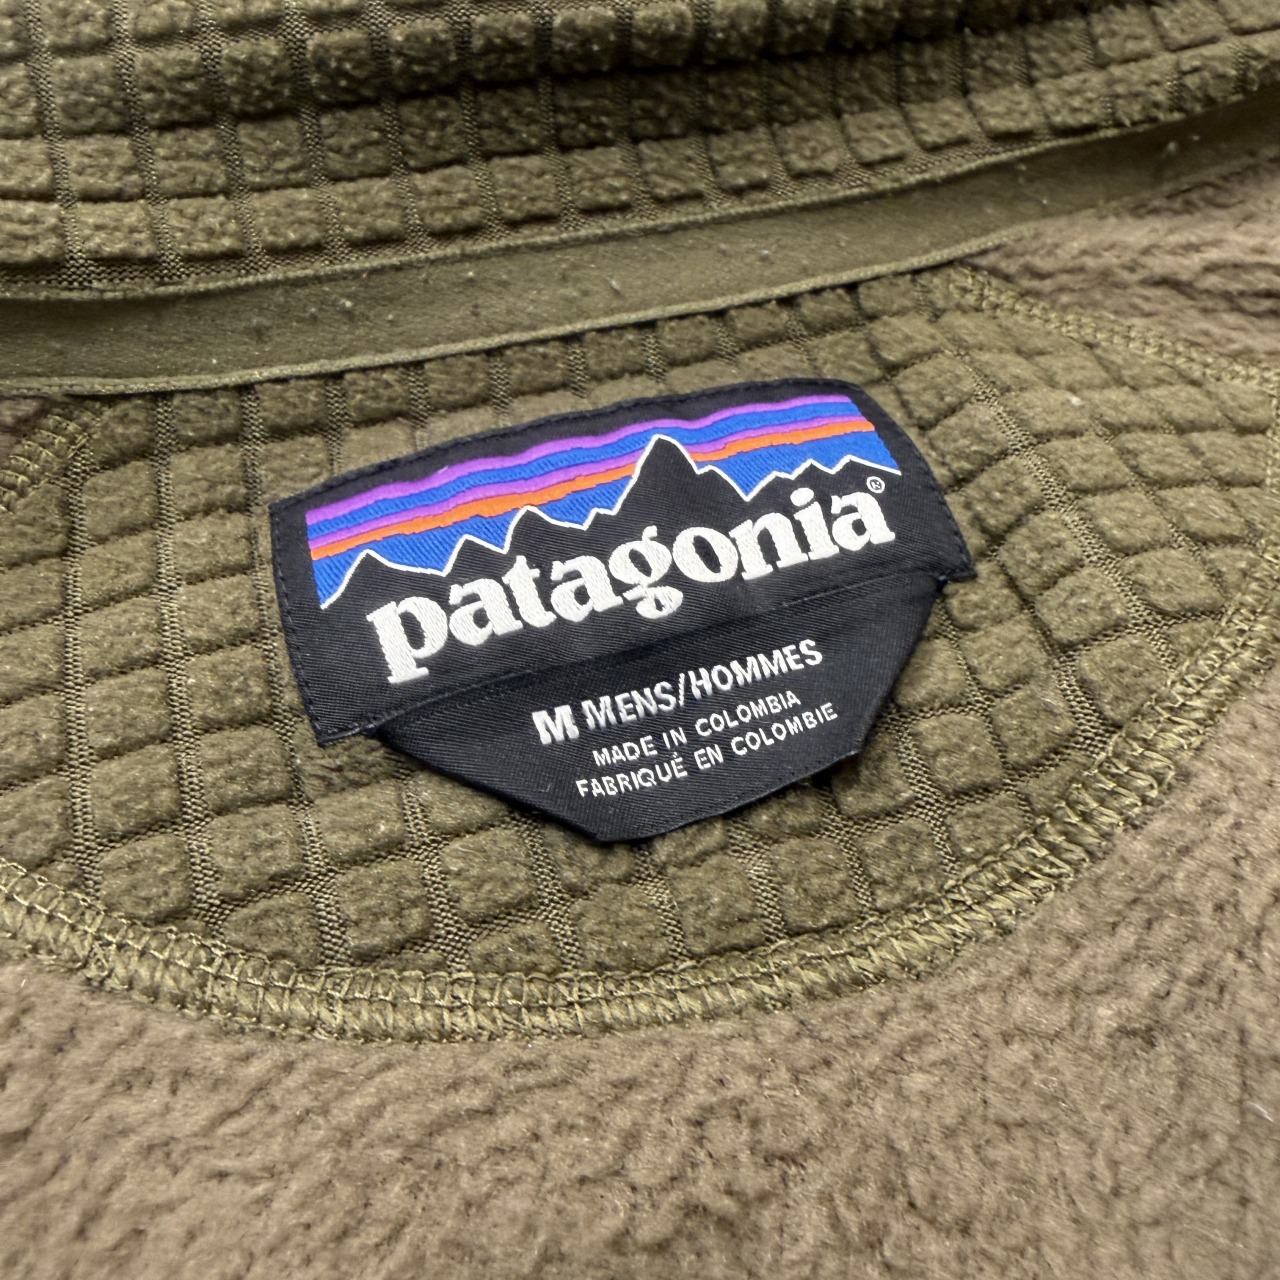 patagonia®
M MENS/HOMMES
MADE IN COLOMBIA
FABRIQUÉ EN COLOMBIE